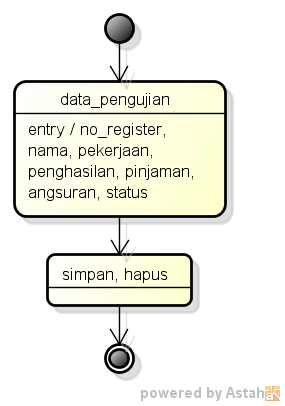 data_pengujian
entry / no_register,
nama, pekerjaan,
penghasilan, pinjaman,
angsuran, status
simpan, hapus
powered by Astah